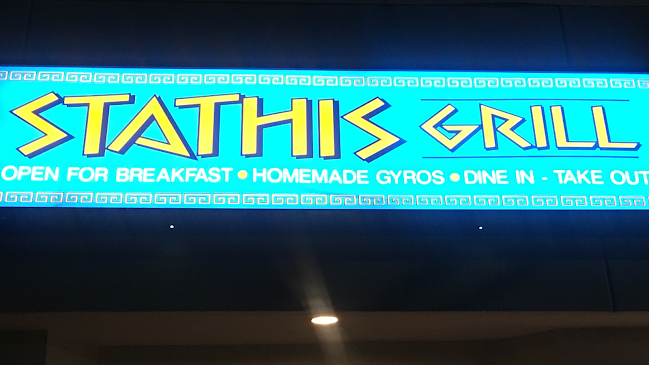 STATHIS GRILL
OPEN FOR BREAKFAST • HOMEMADE GYROS • DINE IN - TAKE OUT